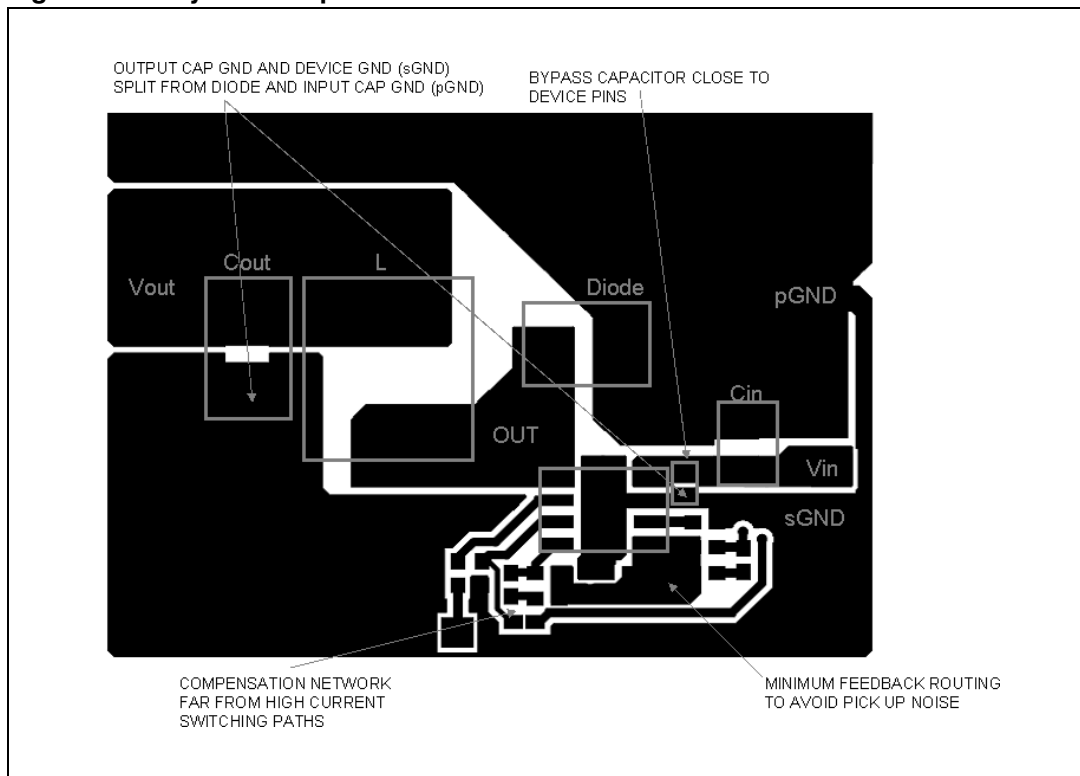 OUTPUT CAP GND AND DEVICE GND (sGND)
SPLIT FROM DIODE AND INPUT CAP GND (pGND)
BYPASS CAPACITOR CLOSE TO
DEVICE PINS
Cout
L
Vout
Diode
pGND
Cin
OUT
Vin
sGND
COMPENSATION NETWORK
FAR FROM HIGH CURRENT
SWITCHING PATHS
MINIMUM FEEDBACK ROUTING
TO AVOID PICK UP NOISE